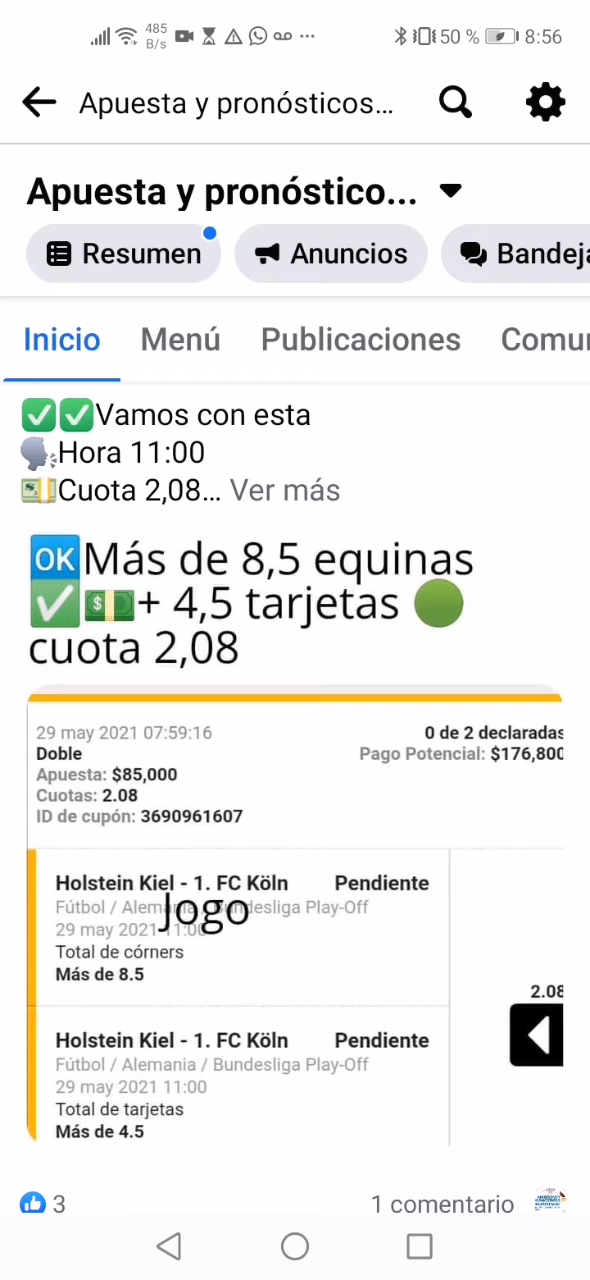 485 B/s 50 % 8:56
Apuesta y pronósticos...
Apuesta y pronóstico...
Resumen Anuncios Bandeja
Inicio Menú Publicaciones Comun
✅✅Vamos con esta
🗣Hora 11:00
💵Cuota 2,08... Ver más
🆗Más de 8,5 equinas
✅💵+ 4,5 tarjetas 🟢
cuota 2,08
29 may 2021 07:59:16 0 de 2 declaradas
Doble Pago Potencial: $176,800
Apuesta: $85,000
Cuotas: 2.08
ID de cupón: 3690961607
Holstein Kiel - 1. FC Köln Pendiente
Fútbol / Alemania / Bundesliga Play-Off
Jogo
29 may 2021 11:00
Total de córners
Más de 8.5
2.08
Holstein Kiel - 1. FC Köln Pendiente
Fútbol / Alemania / Bundesliga Play-Off
29 may 2021 11:00
Total de tarjetas
Más de 4.5
3 1 comentario